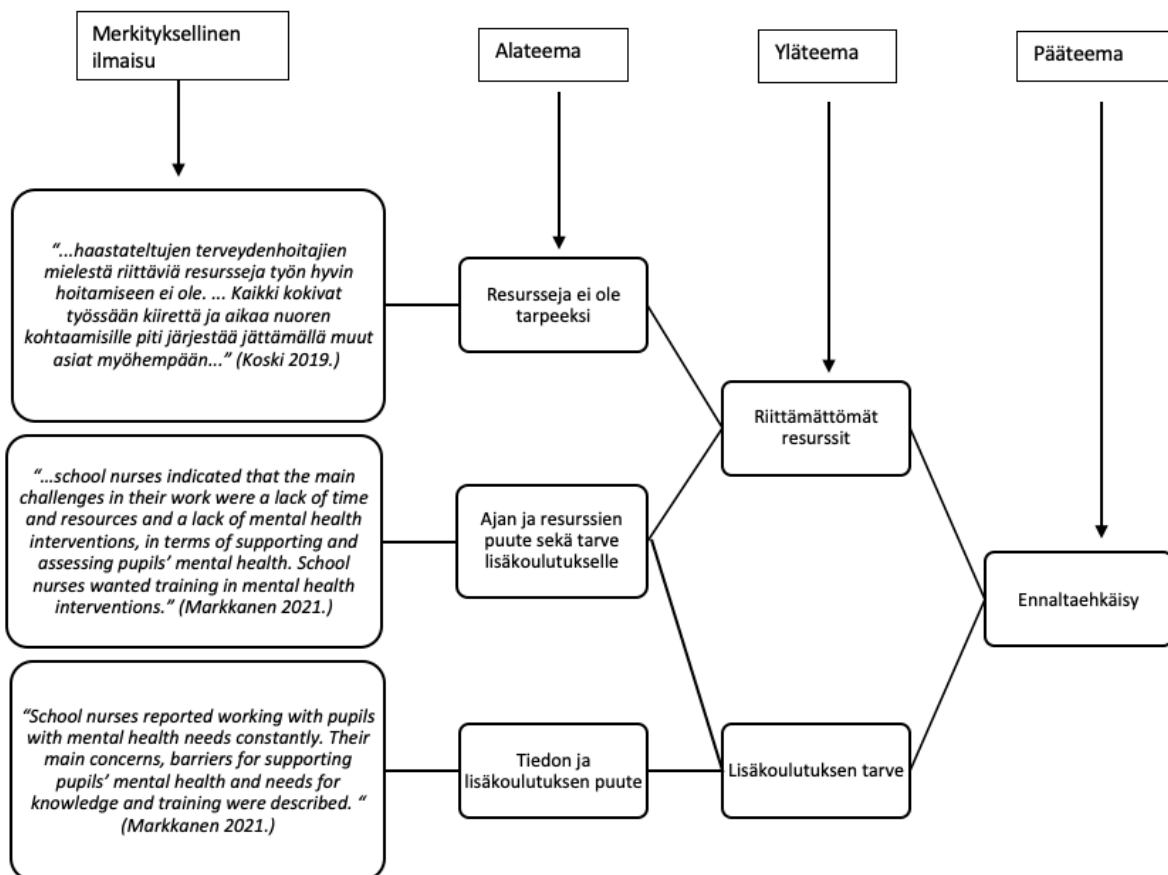 Merkityksellinen
ilmaisu
Alateema
Yläteema
Pääteema
“...haastateltujen terveydenhoitajien
mielestä riittäviä resursseja työn hyvin
hoitamiseen ei ole. ... Kaikki kokivat
työssään kiirettä ja aikaa nuoren
kohtaamisille piti järjestää jättämällä muut
asiat myöhempään...” (Koski 2019.)
Resursseja ei ole
tarpeeksi
Riittämättömät
resurssit
“...school nurses indicated that the main
challenges in their work were a lack of time
and resources and a lack of mental health
interventions, in terms of supporting and
assessing pupils’ mental health. School
nurses wanted training in mental health
interventions.” (Markkanen 2021.)
Ajan ja resurssien
puute sekä tarve
lisäkoulutukselle
Ennaltaehkäisy
“School nurses reported working with pupils
with mental health needs constantly. Their
main concerns, barriers for supporting
pupils’ mental health and needs for
knowledge and training were described. “
(Markkanen 2021.)
Tiedon ja
lisäkoulutuksen puute
Lisäkoulutuksen tarve